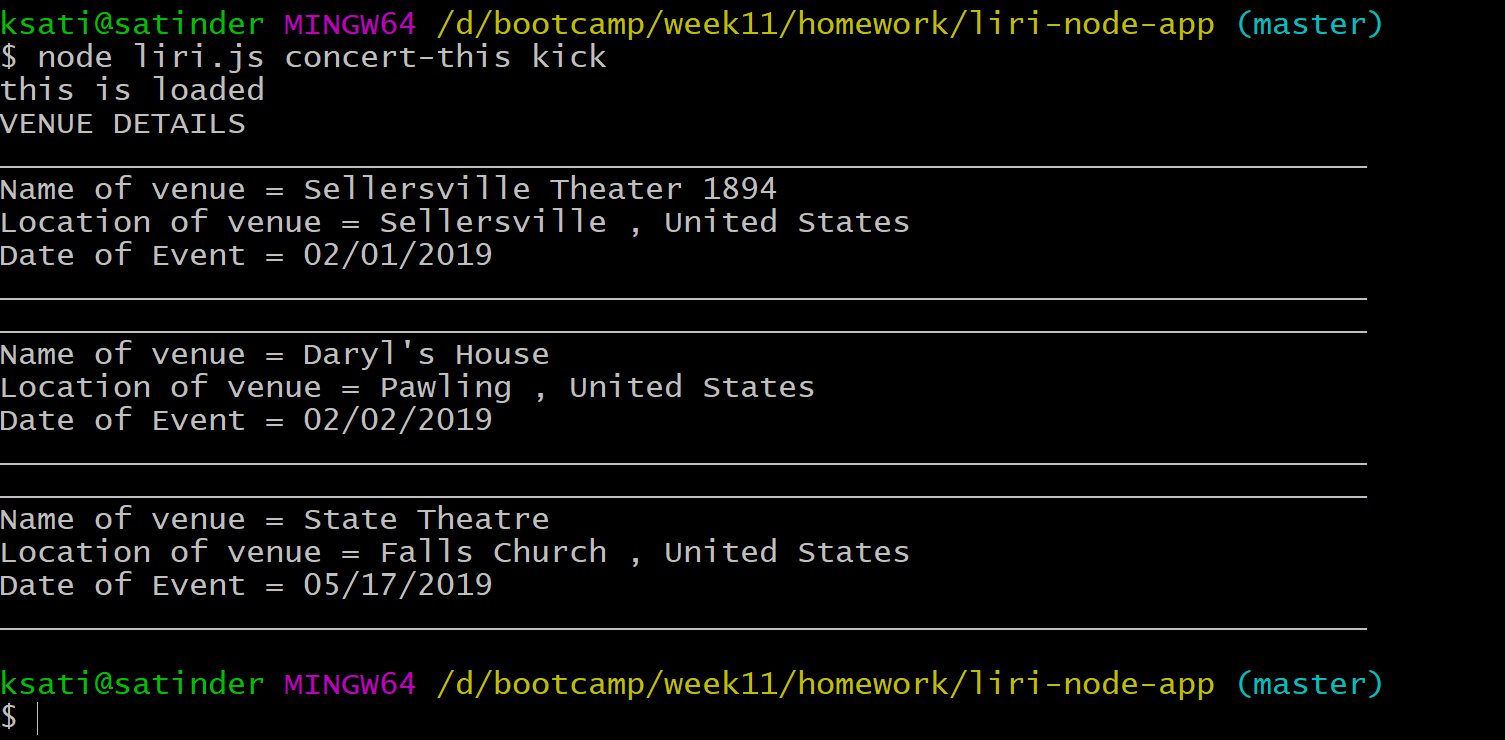 ksati@satinder MINGW64 /d/bootcamp/week11/homework/liri-node-app (master)
$ node liri.js concert-this kick
this is loaded
VENUE DETAILS
Name of venue = Sellersville Theater 1894
Location of venue = Sellersville , United States
Date of Event = 02/01/2019
Name of venue = Daryl's House
Location of venue = Pawling , United States
Date of Event = 02/02/2019
Name of venue = State Theatre
Location of venue = Falls Church , United States
Date of Event = 05/17/2019
ksati@satinder MINGW64 /d/bootcamp/week11/homework/liri-node-app (master)
$